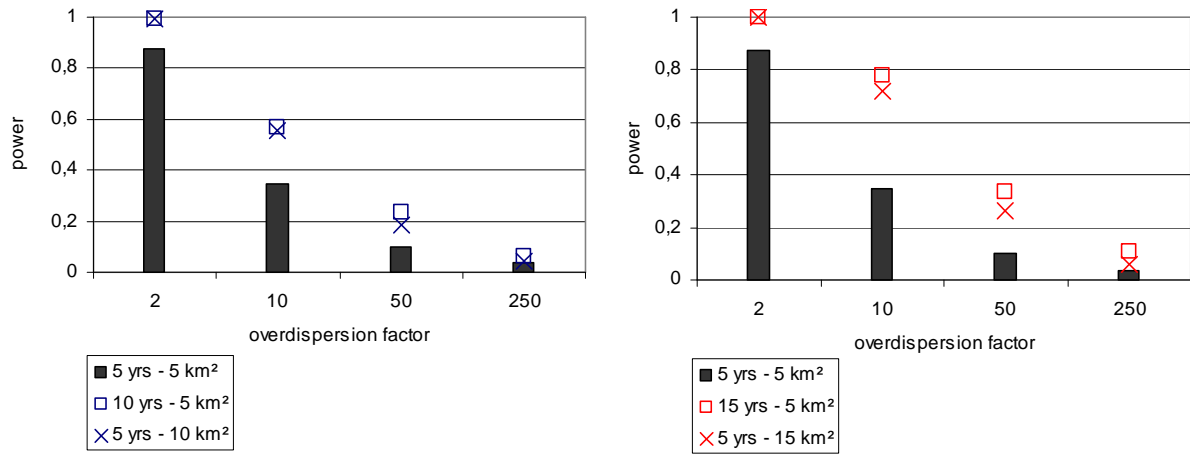 1
0,8
0,6
0,4
0,2
0
power
2 10 50 250
overdispersion factor
5 yrs - 5 km²
10 yrs - 5 km²
5 yrs - 10 km²
1
0,8
0,6
0,4
0,2
0
power
2 10 50 250
overdispersion factor
5 yrs - 5 km²
15 yrs - 5 km²
5 yrs - 15 km²